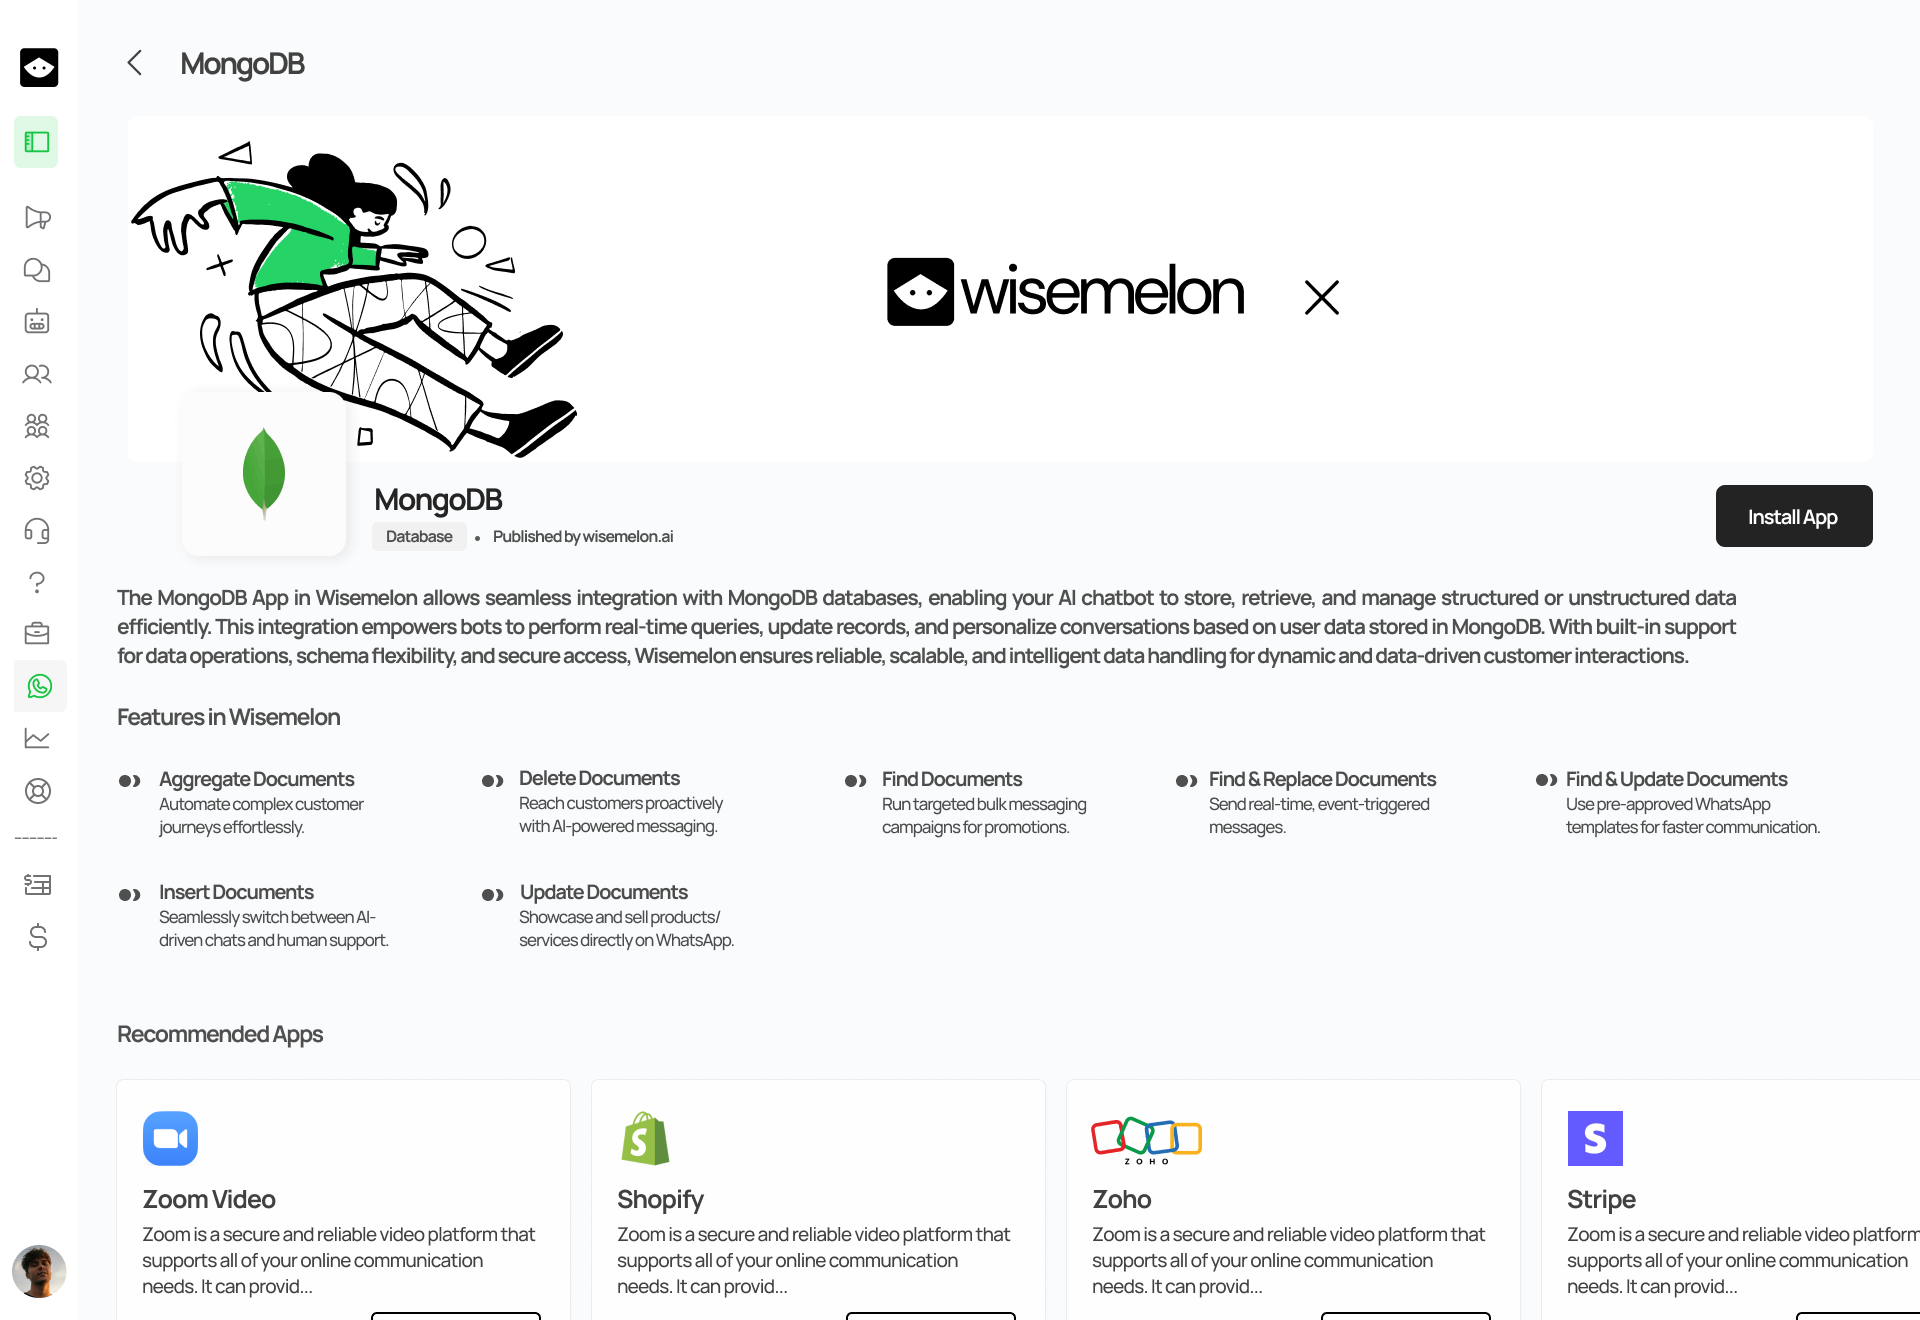 MongoDB
wisemelon
MongoDB
Database • Published by wisemelon.ai
Install App
The MongoDB App in Wisemelon allows seamless integration with MongoDB databases, enabling your AI chatbot to store, retrieve, and manage structured or unstructured data
efficiently. This integration empowers bots to perform real-time queries, update records, and personalize conversations based on user data stored in MongoDB. With built-in support
for data operations, schema flexibility, and secure access, Wisemelon ensures reliable, scalable, and intelligent data handling for dynamic and data-driven customer interactions.
Features in Wisemelon
Aggregate Documents
Automate complex customer
journeys effortlessly.
Delete Documents
Reach customers proactively
with AI-powered messaging.
Find Documents
Run targeted bulk messaging
campaigns for promotions.
Find & Replace Documents
Send real-time, event-triggered
messages.
Find & Update Documents
Use pre-approved WhatsApp
templates for faster communication.
Insert Documents
Seamlessly switch between AI-
driven chats and human support.
Update Documents
Showcase and sell products/
services directly on WhatsApp.
Recommended Apps
Zoom Video
Zoom is a secure and reliable video platform that
supports all of your online communication
needs. It can provid...
Shopify
Zoom is a secure and reliable video platform that
supports all of your online communication
needs. It can provid...
ZOHO
Zoho
Zoom is a secure and reliable video platform that
supports all of your online communication
needs. It can provid...
Stripe
Zoom is a secure and reliable video platform
supports all of your online communication
needs. It can provid...